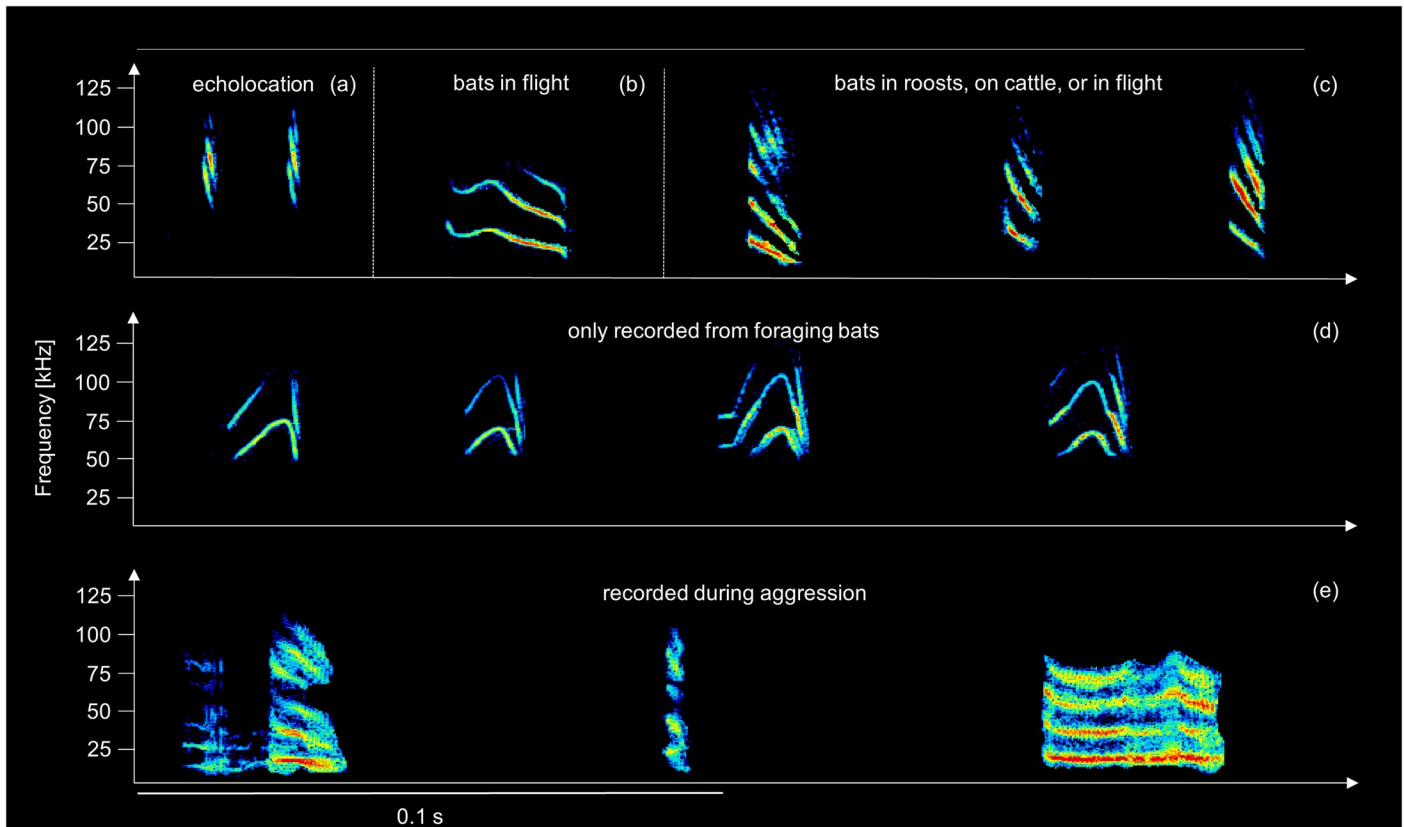 echolocation (a)
bats in flight (b)
bats in roosts, on cattle, or in flight (c)
125
100
75
50
25
only recorded from foraging bats (d)
125
100
75
50
25
Frequency [kHz]
recorded during aggression (e)
125
100
75
50
25
0.1 s